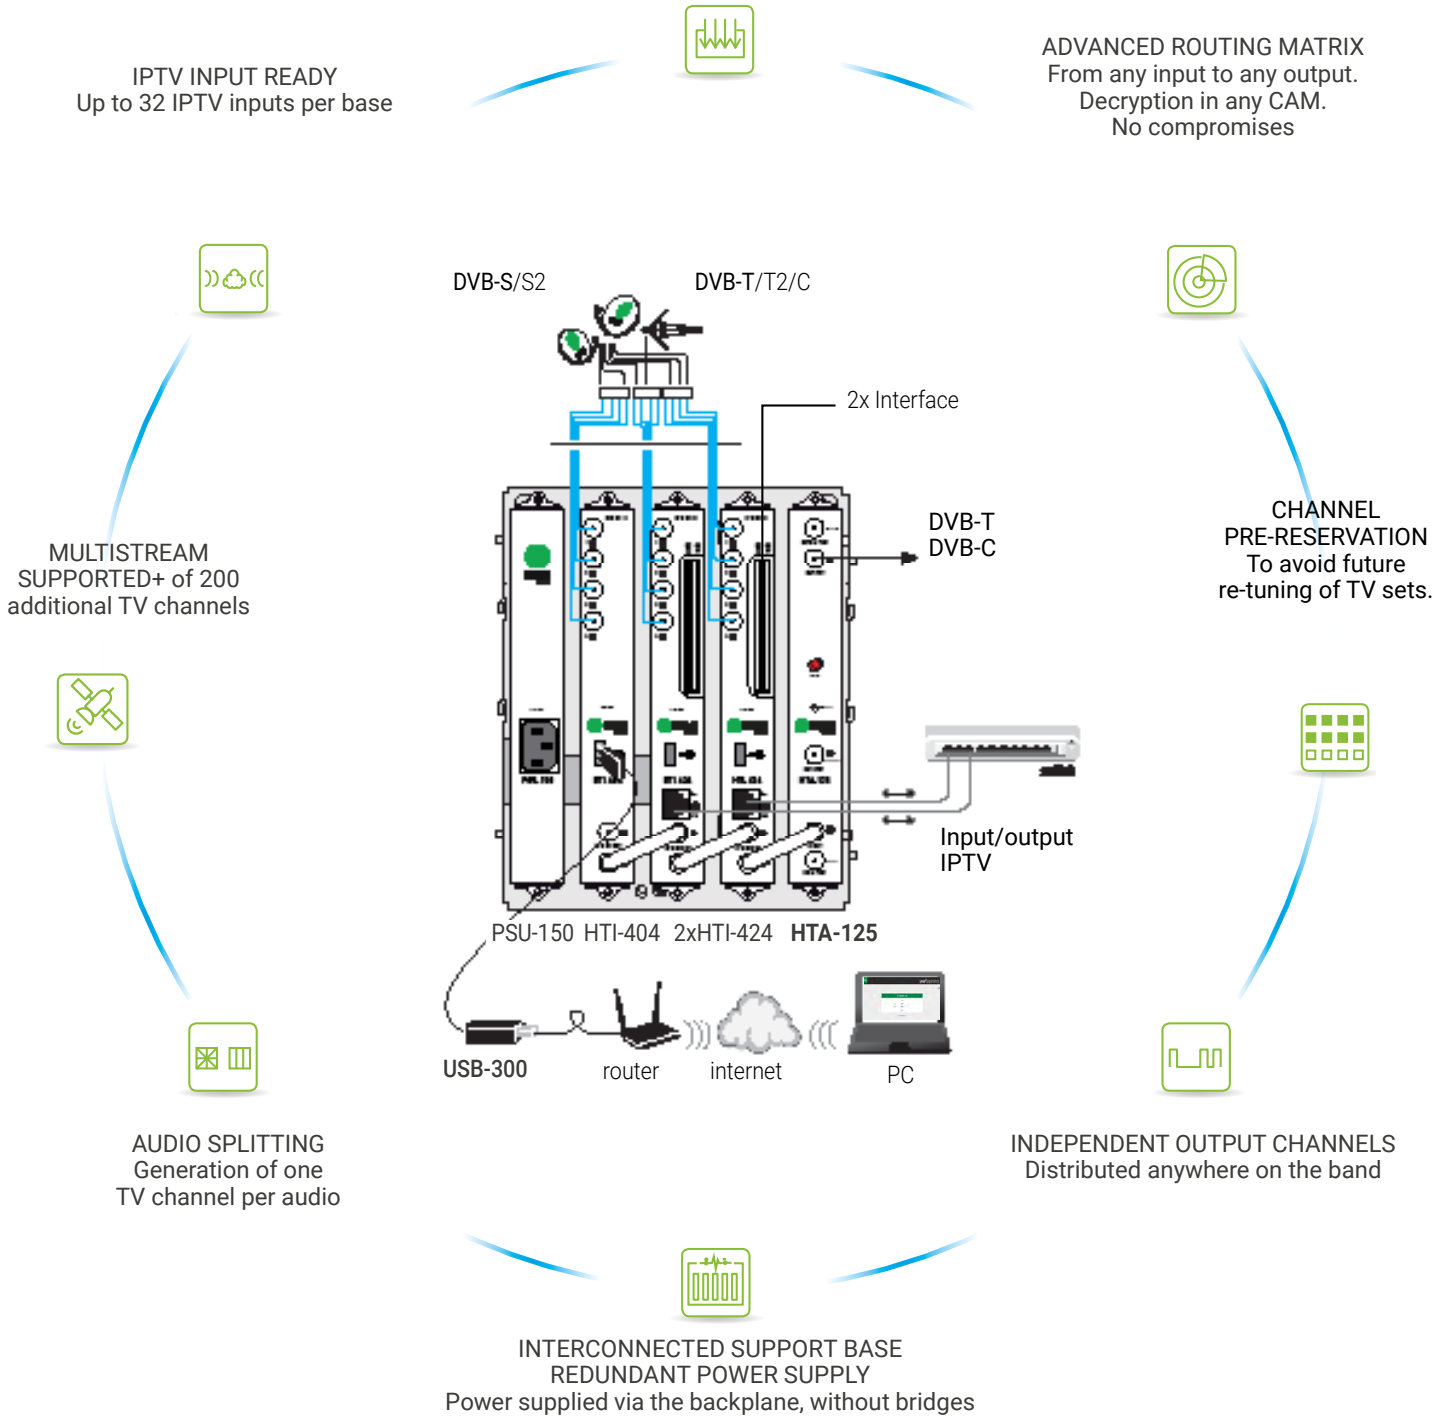 IPTV INPUT READY
Up to 32 IPTV inputs per base
ADVANCED ROUTING MATRIX
From any input to any output.
Decryption in any CAM.
No compromises
DVB-S/S2
DVB-T/T2/C
2x Interface
DVB-T
DVB-C
CHANNEL
PRE-RESERVATION
To avoid future
re-tuning of TV sets.
MULTISTREAM
SUPPORTED+ of 200
additional TV channels
Input/output
IPTV
PSU-150 HTI-404 2xHTI-424 HTA-125
USB-300
router
internet
PC
AUDIO SPLITTING
Generation of one
TV channel per audio
INDEPENDENT OUTPUT CHANNELS
Distributed anywhere on the band
INTERCONNECTED SUPPORT BASE
REDUNDANT POWER SUPPLY
Power supplied via the backplane, without bridges